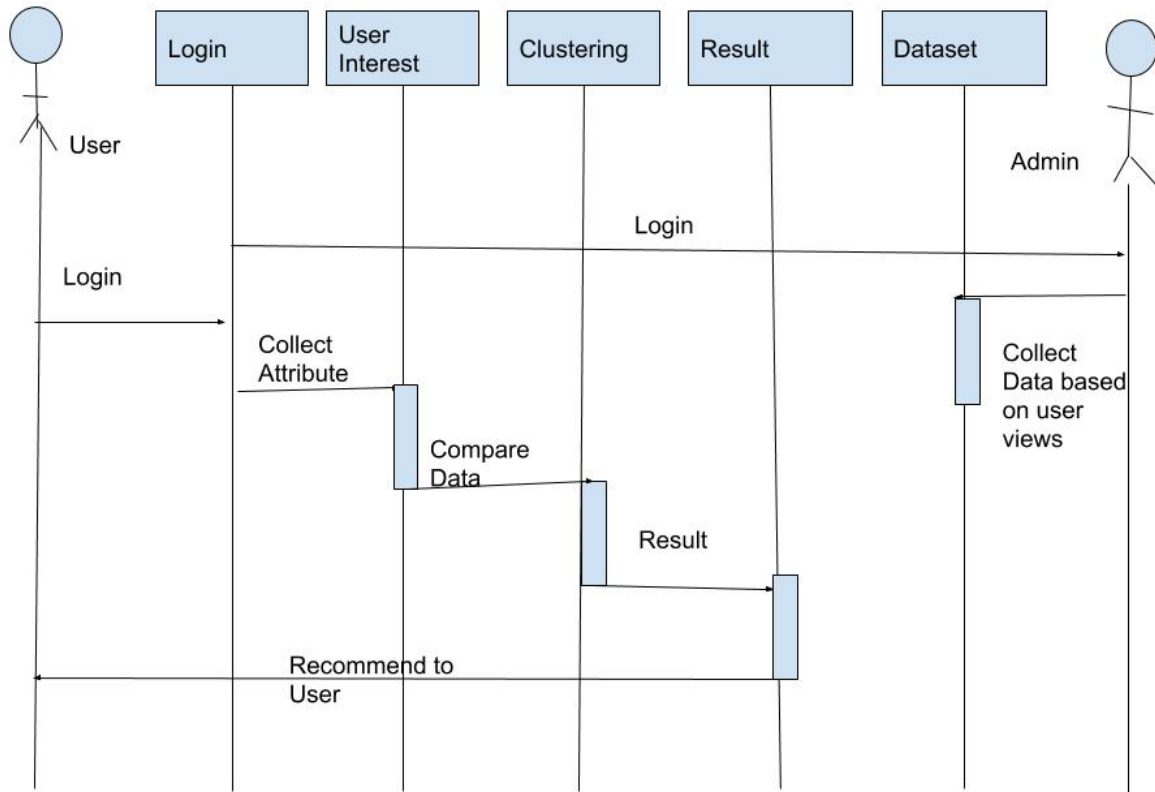 Login
User
Interest
Clustering
Result
Dataset
User
Admin
Login
Login
Collect
Attribute
Collect
Data based
on user
views
Compare
Data
Result
Recommend to
User